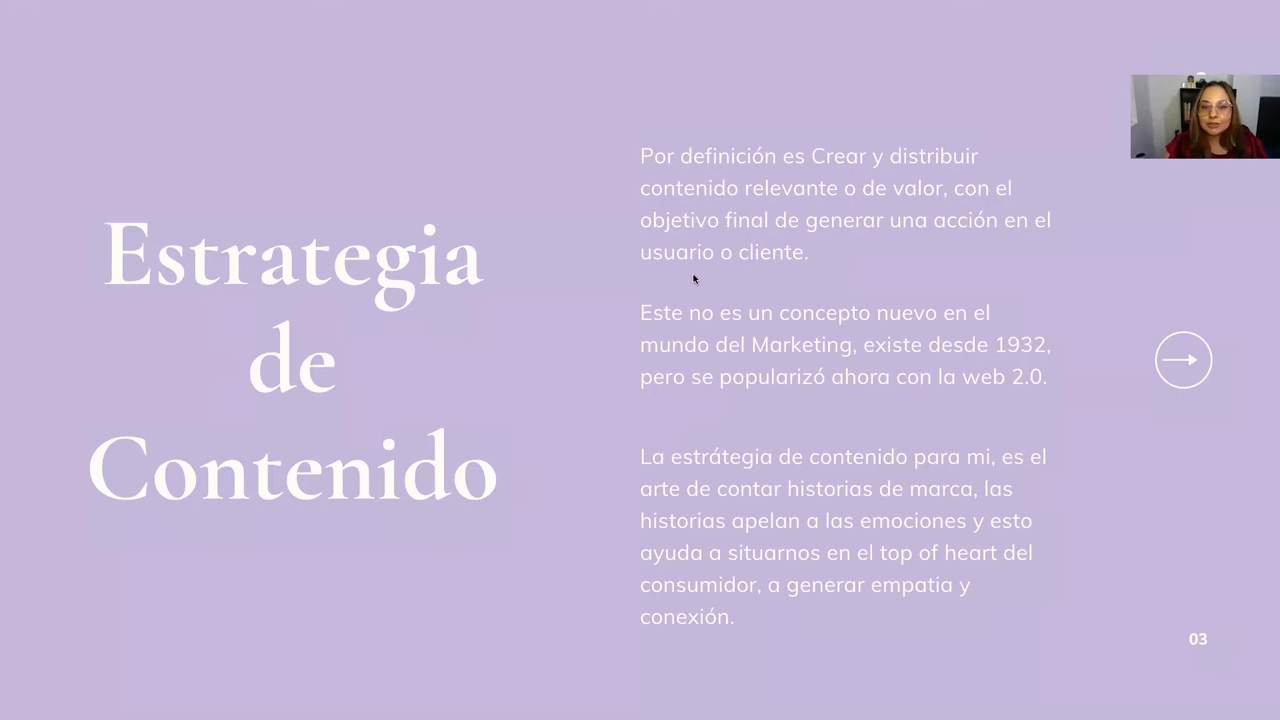 Estrategia
de
Contenido
Por definición es Crear y distribuir
contenido relevante o de valor, con el
objetivo final de generar una acción en el
usuario o cliente.
Este no es un concepto nuevo en el
mundo del Marketing, existe desde 1932,
pero se popularizó ahora con la web 2.0.
La estrátegia de contenido para mi, es el
arte de contar historias de marca, las
historias apelan a las emociones y esto
ayuda a situarnos en el top of heart del
consumidor, a generar empatia y
conexión.
03